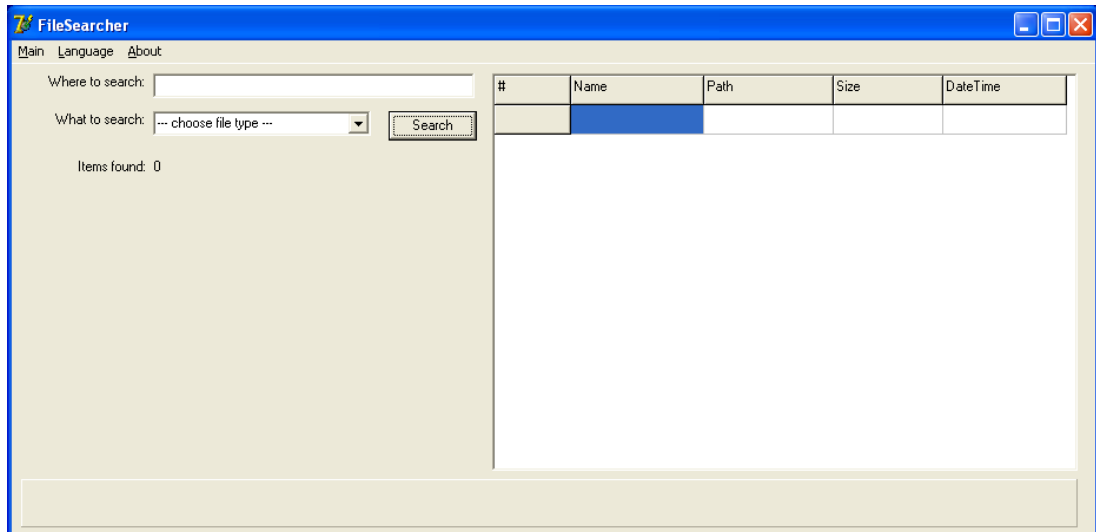 FileSearcher
Main Language About
Where to search:
What to search: --- choose file type --- Search
Items found: 0
# Name Path Size DateTime